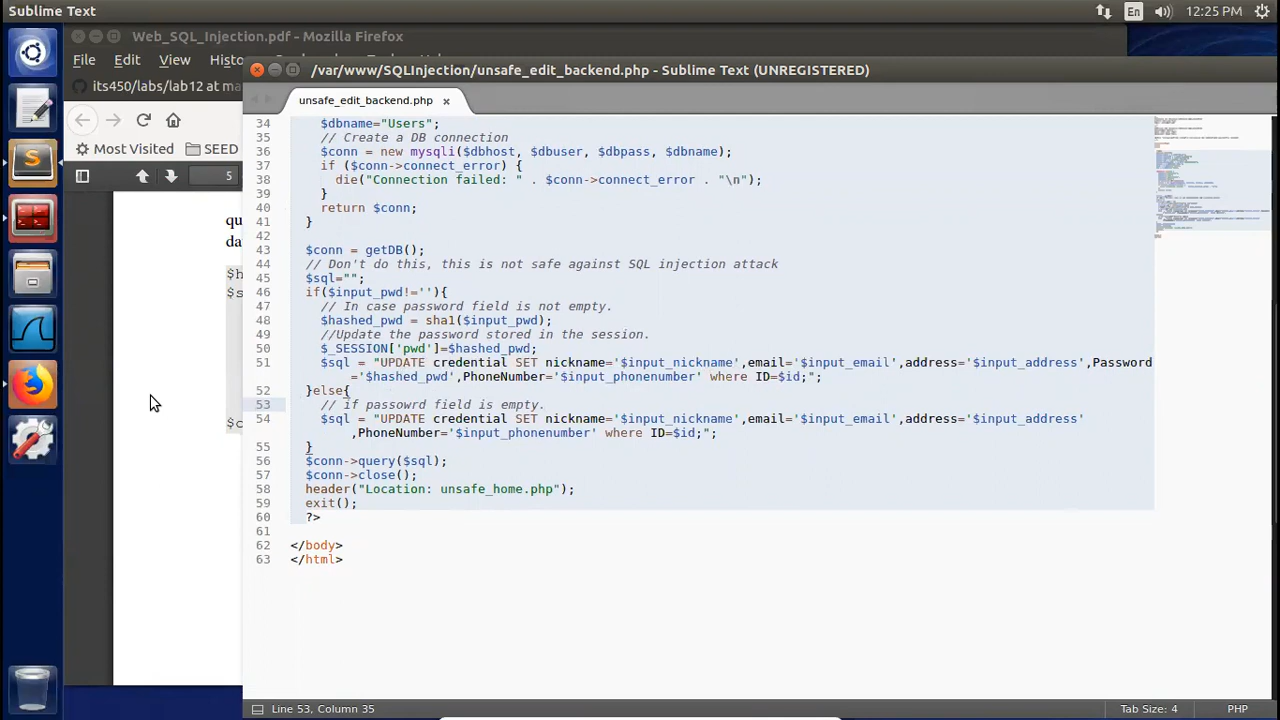 Sublime Text
En
12:25 PM
Web_SQL_Injection.pdf - Mozilla Firefox
File Edit View Histo
its450/labs/lab12 at ma
Most Visited
SEED
5
qu
da
$h
$s
$c
/var/www/SQLInjection/unsafe_edit_backend.php - Sublime Text (UNREGISTERED)
unsafe_edit_backend.php ×
34 $dbname="Users";
35 // Create a DB connection
36 $conn = new mysqli($dbhost, $dbuser, $dbpass, $dbname);
37 if ($conn->connect_error) {
38 die("Connection failed: " . $conn->connect_error . "\n");
39 }
40 return $conn;
41 }
42
43 $conn = getDB();
44 // Don't do this, this is not safe against SQL injection attack
45 $sql="";
46 if($input_pwd!=''){
47 // In case password field is not empty.
48 $hashed_pwd = sha1($input_pwd);
49 //Update the password stored in the session.
50 $_SESSION['pwd']=$hashed_pwd;
51 $sql = "UPDATE credential SET nickname='$input_nickname',email='$input_email',address='$input_address',Password
='$hashed_pwd',PhoneNumber='$input_phonenumber' where ID=$id;";
52 }else{
53 // if passowrd field is empty.
54 $sql = "UPDATE credential SET nickname='$input_nickname',email='$input_email',address='$input_address'
,PhoneNumber='$input_phonenumber' where ID=$id;";
55 }
56 $conn->query($sql);
57 $conn->close();
58 header("Location: unsafe_home.php");
59 exit();
60 ?>
61
62 </body>
63 </html>
Line 53, Column 35
Tab Size: 4
PHP